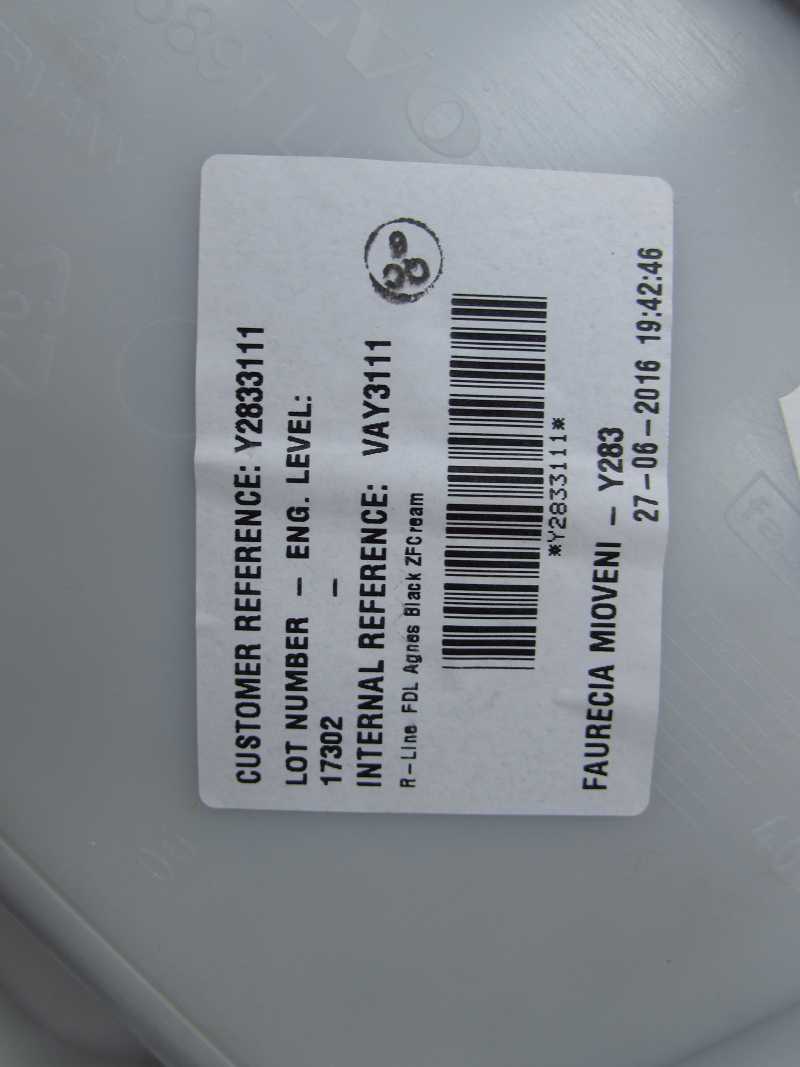 CUSTOMER REFERENCE: Y2833111
LOT NUMBER – ENG. LEVEL:
17302 –
INTERNAL REFERENCE: VAY3111
R-Line FDL Agnes Black ZFCream
*Y2833111*
FAURECIA MIOVENI – Y283
27-06-2016 19:42:46